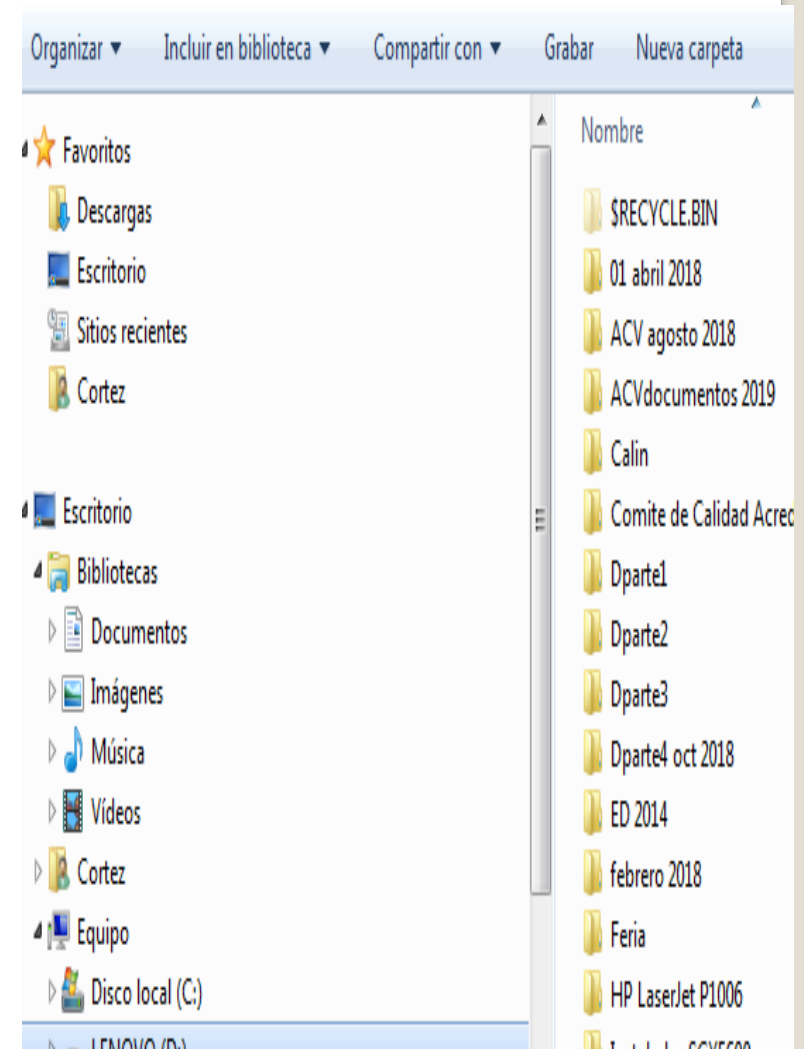 Organizar Incluir en biblioteca Compartir con Grabar Nueva carpeta
Favoritos
Descargas
Escritorio
Sitios recientes
Cortez
Escritorio
Bibliotecas
Documentos
Imágenes
Música
Vídeos
Cortez
Equipo
Disco local (C:)
LENOVO (D:)
Nombre
$RECYCLE.BIN
01 abril 2018
ACV agosto 2018
ACVdocumentos 2019
Calin
Comite de Calidad Acred
Dparte1
Dparte2
Dparte3
Dparte4 oct 2018
ED 2014
febrero 2018
Feria
HP LaserJet P1006